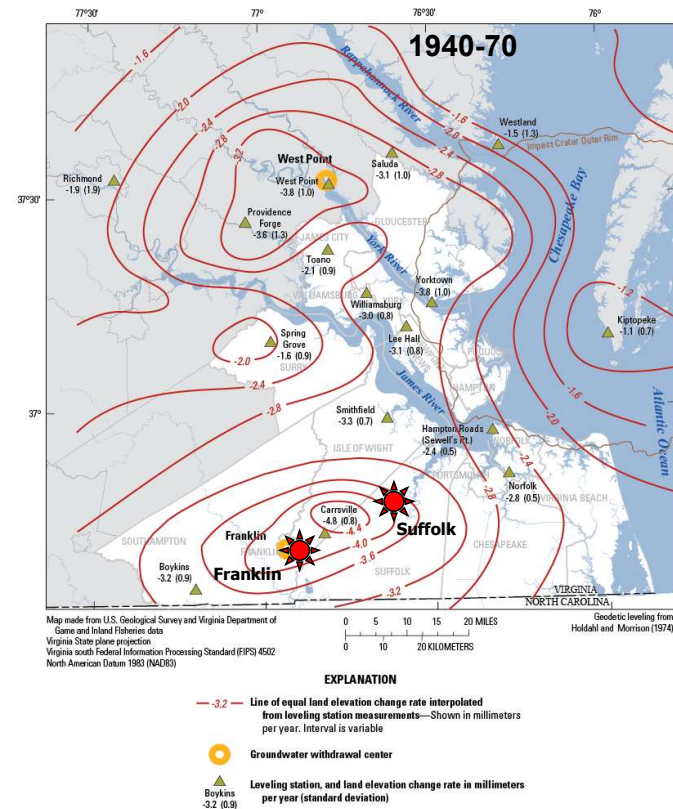 77°30'
77°
76°30'
76°
1940-70
Rappahannock River
-1.6
-2.0
-2.4
-2.8
-3.2
-1.6
-2.0
-2.4
-2.8
Westland
-1.5 (1.3)
Impact Crater Outer Rim
Saluda
-3.1 (1.0)
West Point
West Point
-3.8 (1.0)
Richmond
-1.9 (1.9)
37°30'
37°30'
Providence
Forge
-3.6 (1.3)
GLOUCESTER
Chesapeake Bay
JAMES CITY
Toano
-2.1 (0.9)
York River
Yorktown
-3.8 (1.0)
WILLIAMSBURG
Williamsburg
-3.0 (0.8)
Lee Hall
-3.1 (0.8)
-1.2
Kiptopeke
-1.1 (0.7)
Spring
Grove
-1.6 (0.9)
-2.0
SURRY
-2.4
-2.8
NEWPORT
NEWS
HAMPTON
James River
-1.6
-2.0
-2.4
-2.8
Atlantic Ocean
37°
37°
Smithfield
-3.3 (0.7)
ISLE OF WIGHT
Hampton Roads
(Sewell's Pt.)
-2.4 (0.5)
NORFOLK
PORTSMOUTH
Norfolk
-2.8 (0.5)
VIRGINIA BEACH
Carrsville
-4.8 (0.8)
-4.4
-4.0
-3.6
-3.2
Suffolk
SOUTHAMPTON
Franklin
FRANKLIN
Franklin
SUFFOLK
CHESAPEAKE
Boykins
-3.2 (0.9)
VIRGINIA
NORTH CAROLINA
Map made from U.S. Geological Survey and Virginia Department of
Game and Inland Fisheries data
Virginia State plane projection
Virginia south Federal Information Processing Standard (FIPS) 4502
North American Datum 1983 (NAD83)
0 5 10 15 20 MILES
0 10 20 KILOMETERS
Geodetic leveling from
Holdahl and Morrison (1974)
EXPLANATION
-3.2
Line of equal land elevation change rate interpolated
from leveling station measurements—Shown in millimeters
per year. Interval is variable
Groundwater withdrawal center
Boykins
-3.2 (0.9)
Leveling station, and land elevation change rate in millimeters
per year (standard deviation)